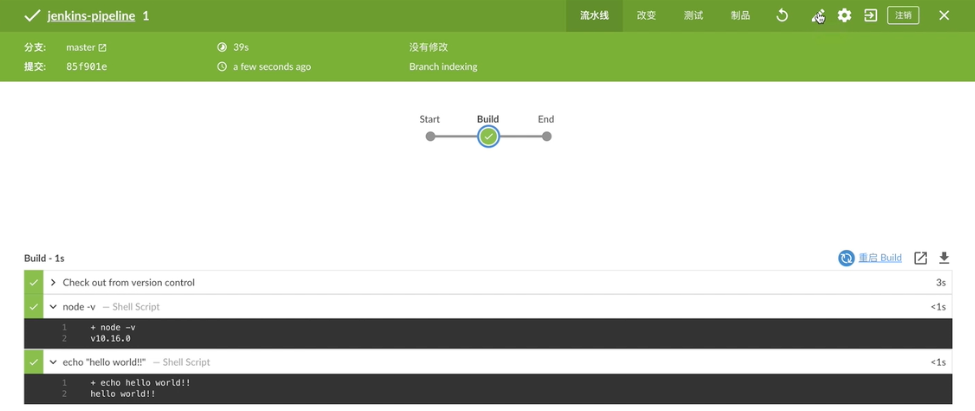 jenkins-pipeline 1
流水线 改变 测试 制品 注销
分支: master 39s 没有修改
提交: 85f901e a few seconds ago Branch indexing
Start Build End
Build - 1s 重启 Build
Check out from version control 3s
node -v — Shell Script <1s
1 + node -v
2 v10.16.0
echo "hello world!!" — Shell Script <1s
1 + echo hello world!!
2 hello world!!